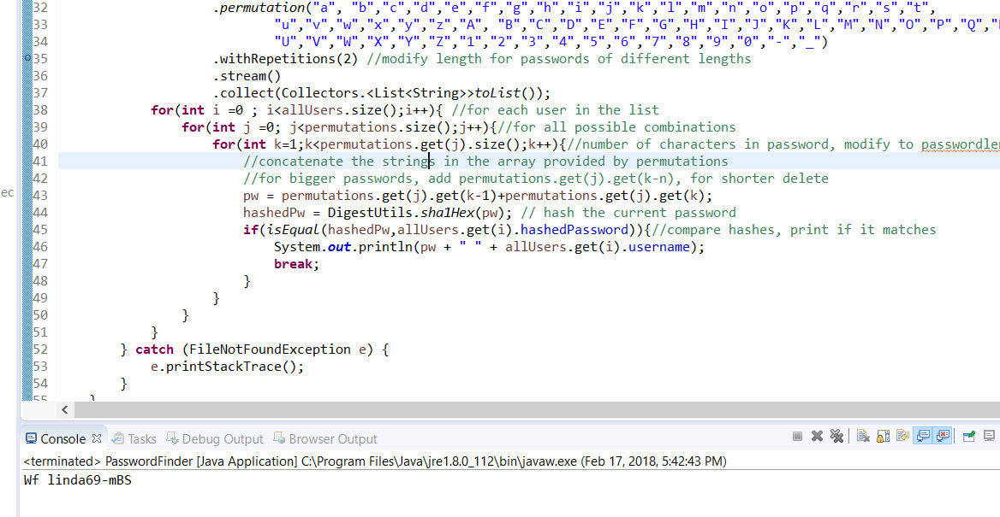 32 .permutation("a", "b","c","d","e","f","g","h","i","j","k","l","m","n","o","p","q","r","s","t",
33 "u","v","w","x","y","z","A", "B","C","D","E","F","G","H","I","J","K","L","M","N","O","P","Q","
34 "U","V","W","X","Y","Z","1","2","3","4","5","6","7","8","9","0","-","_")
35 .withRepetitions(2) //modify length for passwords of different lengths
36 .stream()
37 .collect(Collectors.<List<String>>toList());
38 for(int i =0 ; i<allUsers.size();i++){ //for each user in the list
39 for(int j =0; j<permutations.size();j++){//for all possible combinations
40 for(int k=1;k<permutations.get(j).size();k++){//number of characters in password, modify to passwordlen
41 //concatenate the strings in the array provided by permutations
42 //for bigger passwords, add permutations.get(j).get(k-n), for shorter delete
43 pw = permutations.get(j).get(k-1)+permutations.get(j).get(k);
44 hashedPw = DigestUtils.sha1Hex(pw); // hash the current password
45 if(isEqual(hashedPw,allUsers.get(i).hashedPassword)){//compare hashes, print if it matches
46 System.out.println(pw + " " + allUsers.get(i).username);
47 break;
48 }
49 }
50 }
51 }
52 } catch (FileNotFoundException e) {
53 e.printStackTrace();
54 }
55 }
ec
Console Tasks Debug Output Browser Output
<terminated> PasswordFinder [Java Application] C:\Program Files\Java\jre1.8.0_112\bin\javaw.exe (Feb 17, 2018, 5:42:43 PM)
Wf linda69-mBS